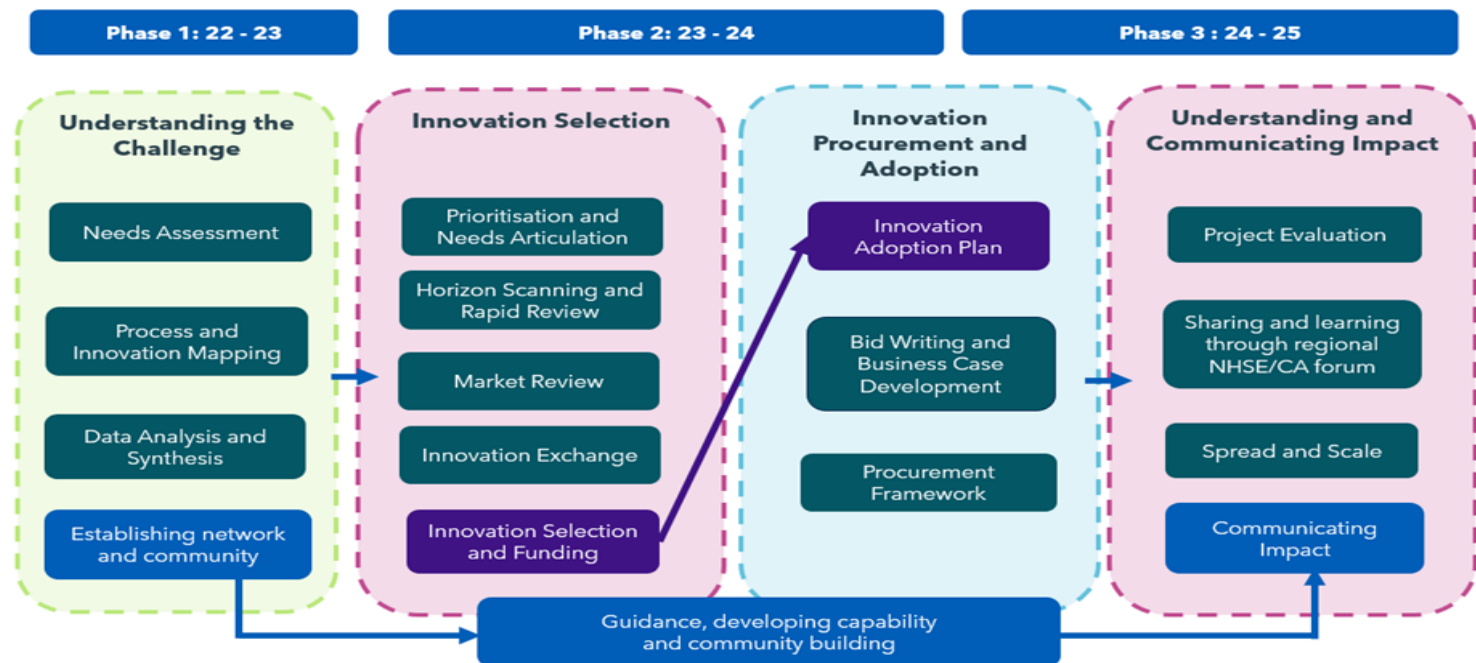 Phase 1: 22 - 23
Phase 2: 23 - 24
Phase 3 : 24 - 25
Understanding the
Challenge
Needs Assessment
Process and
Innovation Mapping
Data Analysis and
Synthesis
Establishing network
and community
Innovation Selection
Prioritisation and
Needs Articulation
Horizon Scanning and
Rapid Review
Market Review
Innovation Exchange
Innovation Selection
and Funding
Innovation
Procurement and
Adoption
Innovation
Adoption Plan
Bid Writing and
Business Case
Development
Procurement
Framework
Understanding and
Communicating Impact
Project Evaluation
Sharing and learning
through regional
NHSE/CA forum
Spread and Scale
Communicating
Impact
Guidance, developing capability
and community building